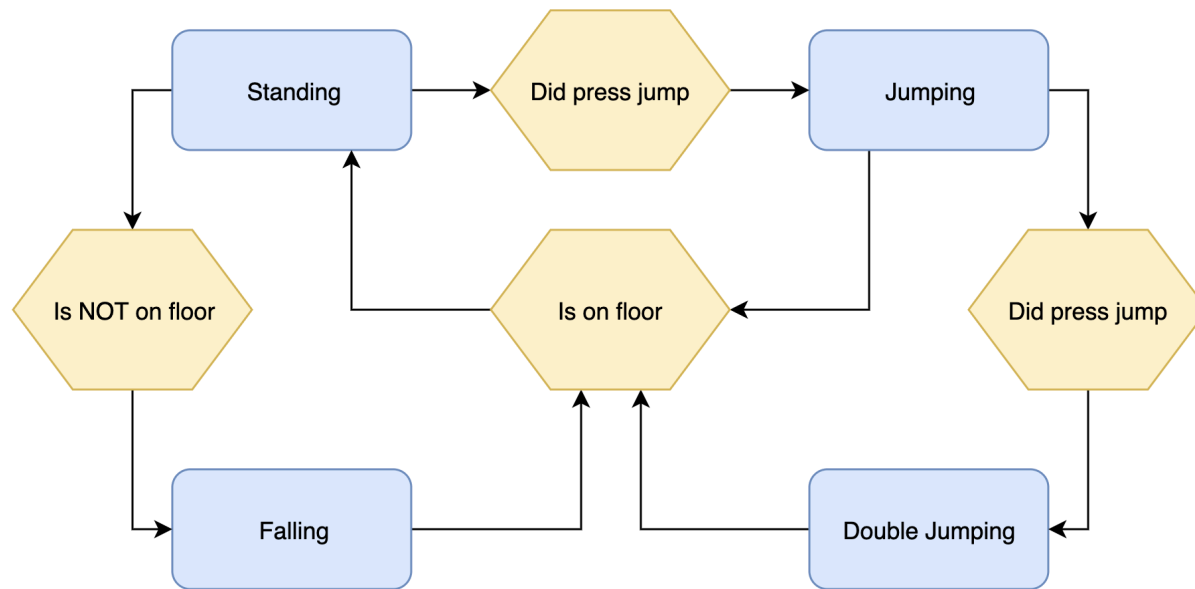 Standing
Did press jump
Jumping
Is NOT on floor
Is on floor
Did press jump
Falling
Double Jumping